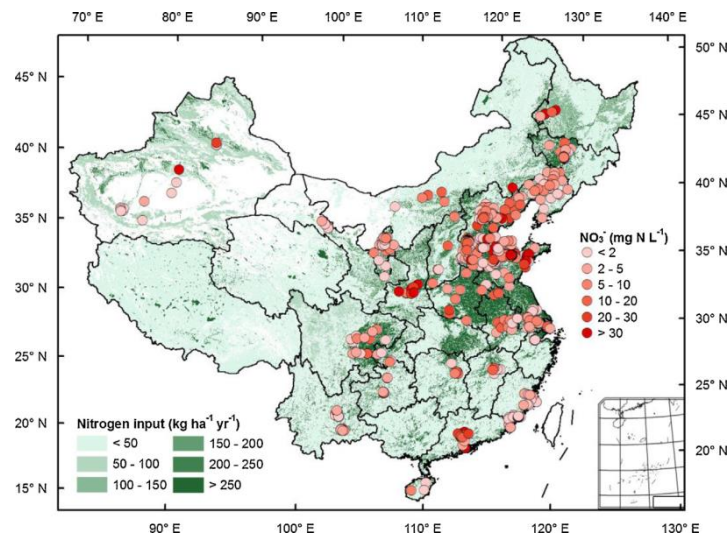 70° E 80° E 90° E 100° E 110° E 120° E 130° E 140° E
50° N
45° N
45° N
40° N
40° N
35° N
NO₃⁻ (mg N L⁻¹)
35° N
< 2
2 - 5
30° N
5 - 10
10 - 20
30° N
20 - 30
> 30
25° N
25° N
20° N
Nitrogen input (kg ha⁻¹ yr⁻¹)
< 50 150 - 200
20° N
50 - 100 200 - 250
15° N
100 - 150 > 250
90° E 100° E 110° E 120° E 130° E